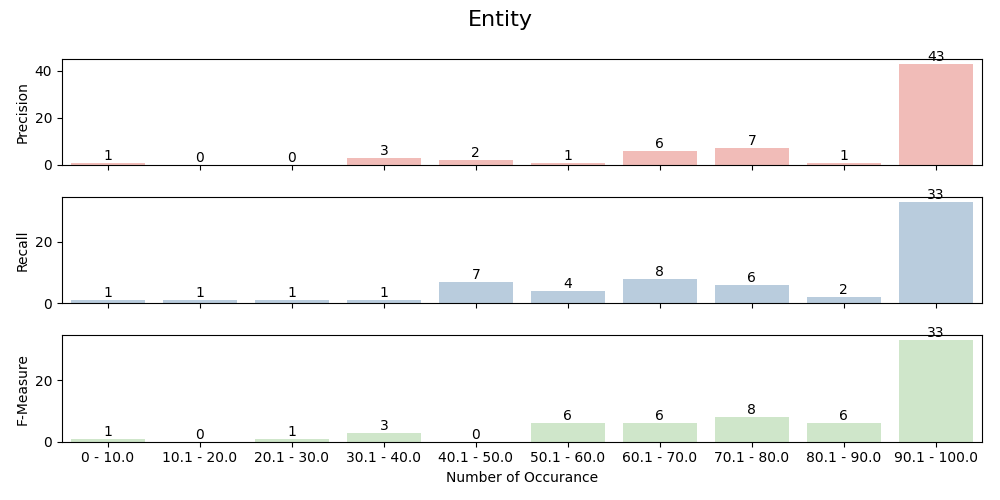 Entity
Precision
40
20
0
1 0 0 3 2 1 6 7 1 43
Recall
20
0
1 1 1 1 7 4 8 6 2 33
F-Measure
20
0
1 0 1 3 0 6 6 8 6 33
0 - 10.0 10.1 - 20.0 20.1 - 30.0 30.1 - 40.0 40.1 - 50.0 50.1 - 60.0 60.1 - 70.0 70.1 - 80.0 80.1 - 90.0 90.1 - 100.0
Number of Occurance